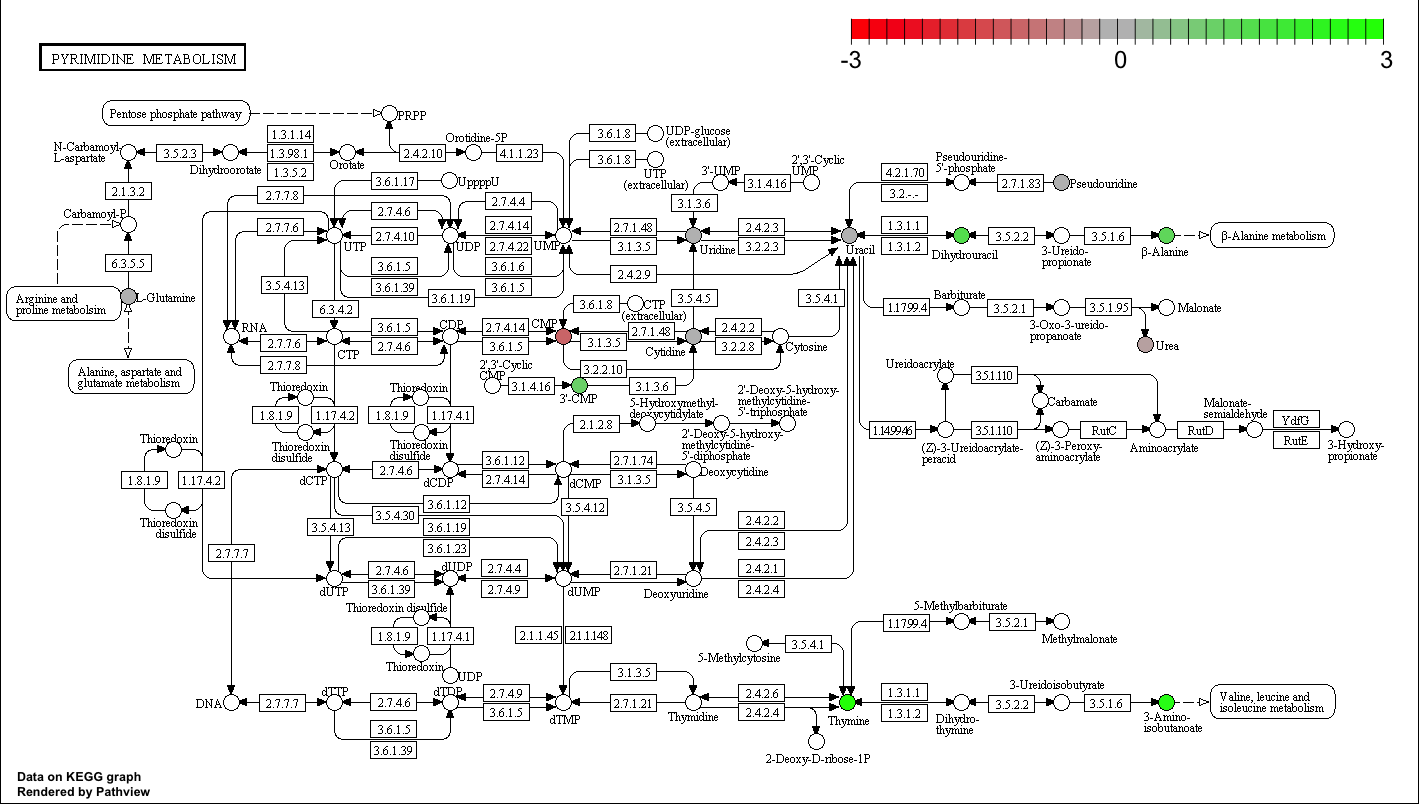 PYRIMIDINE METABOLISM
-3
0
3
Pentose phosphate pathway
PRPP
N-Carbamoyl-
L-aspartate
3.5.2.3
Dihydroorotate
1.3.1.14
1.3.98.1
1.3.5.2
Orotate
2.4.2.10
Orotidine-5P
4.1.1.23
3.6.1.8
UDP-glucose
(extracellular)
3.6.1.8
UTP
(extracellular)
3'-UMP
3.1.4.16
2',3'-Cyclic
UMP
3.1.3.6
4.2.1.70
3.2.-.-
Pseudouridine-
5'-phosphate
2.7.1.83
Pseudouridine
2.1.3.2
Carbamoyl-P
6.3.5.5
L-Glutamine
Arginine and
proline metabolsim
Alanine, aspartate and
glutamate metabolism
3.6.1.17
UppppU
2.7.7.8
2.7.7.6
2.7.4.6
2.7.4.10
UTP
3.6.1.5
3.6.1.39
UDP
2.7.4.4
2.7.4.14
2.7.4.22
3.6.1.6
3.6.1.5
3.6.1.19
UMP
2.7.1.48
3.1.3.5
Uridine
2.4.2.3
3.2.2.3
2.4.2.9
Uracil
1.3.1.1
1.3.1.2
Dihydrouracil
3.5.2.2
3-Ureido-
propionate
3.5.1.6
β-Alanine
β-Alanine metabolism
3.5.4.13
6.3.4.2
3.5.4.5
3.5.4.1
RNA
2.7.7.6
2.7.7.8
CTP
3.6.1.5
2.7.4.6
CDP
2.7.4.14
3.6.1.5
CMP
3.6.1.8
CTP
(extracellular)
2.7.1.48
3.1.3.5
Cytidine
2.4.2.2
3.2.2.8
Cytosine
3.2.2.10
2',3'-Cyclic
CMP
3.1.4.16
3'-CMP
3.1.3.6
1.1.799.4
Barbiturate
3.5.2.1
3-Oxo-3-ureido-
propanoate
3.5.1.95
Malonate
Urea
Ureidoacrylate
3.5.1.110
Carbamate
1.14.99.46
(Z)-3-Ureidoacrylate-
peracid
3.5.1.110
(Z)-3-Peroxy-
aminoacrylate
RutC
Aminoacrylate
RutD
Malonate-
semialdehyde
YdfG
RutE
3-Hydroxy-
propionate
Thioredoxin
1.8.1.9
1.17.4.2
Thioredoxin
disulfide
Thioredoxin
1.8.1.9
1.17.4.1
Thioredoxin
disulfide
Thioredoxin
1.8.1.9
1.17.4.2
Thioredoxin
disulfide
5-Hydroxymethyl-
deoxycytidylate
2'-Deoxy-5-hydroxy-
methylcytidine-
5'-triphosphate
2.1.2.8
2'-Deoxy-5-hydroxy-
methylcytidine-
5'-diphosphate
dCTP
2.7.4.6
dCDP
3.6.1.12
2.7.4.14
dCMP
2.7.1.74
3.1.3.5
Deoxycytidine
3.6.1.12
3.5.4.30
3.5.4.13
3.6.1.19
3.6.1.23
3.5.4.12
3.5.4.5
2.4.2.2
2.4.2.3
2.7.7.7
dUTP
2.7.4.6
3.6.1.39
dUDP
2.7.4.4
2.7.4.9
dUMP
2.7.1.21
Deoxyuridine
2.4.2.1
2.4.2.4
Thioredoxin disulfide
1.8.1.9
1.17.4.1
Thioredoxin
UDP
2.1.1.45
2.1.1.148
5-Methylcytosine
3.5.4.1
1.1.799.4
5-Methylbarbiturate
3.5.2.1
Methylmalonate
DNA
2.7.7.7
dTTP
2.7.4.6
3.6.1.5
3.6.1.39
dTDP
2.7.4.9
3.6.1.5
dTMP
3.1.3.5
2.7.1.21
Thymidine
2.4.2.6
2.4.2.4
2-Deoxy-D-ribose-1P
Thymine
1.3.1.1
1.3.1.2
Dihydro-
thymine
3.5.2.2
3-Ureidoisobutyrate
3.5.1.6
3-Amino-
isobutanoate
Valine, leucine and
isoleucine metabolism
Data on KEGG graph
Rendered by Pathview